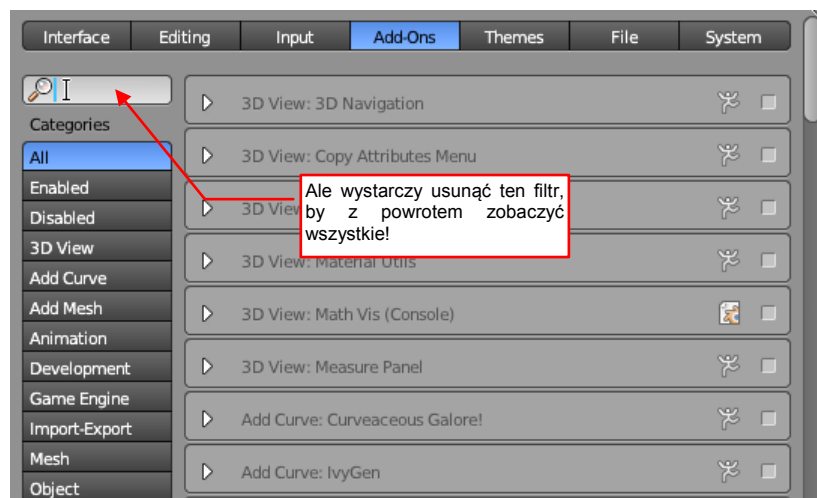 Interface Editing Input Add-Ons Themes File System
Categories
All
Enabled
Disabled
3D View
Add Curve
Add Mesh
Animation
Development
Game Engine
Import-Export
Mesh
Object
3D View: 3D Navigation
3D View: Copy Attributes Menu
3D View
Ale wystarczy usunąć ten filtr,
by z powrotem zobaczyć
wszystkie!
3D View: Material Utils
3D View: Math Vis (Console)
3D View: Measure Panel
Add Curve: Curveaceous Galore!
Add Curve: IvyGen